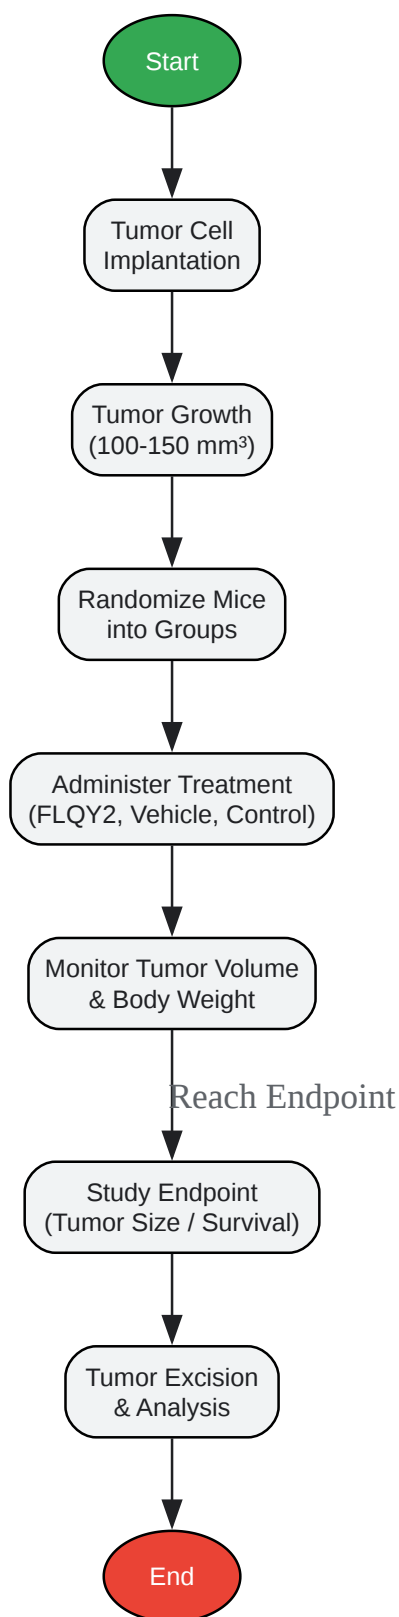 Start
Tumor Cell
Implantation
Tumor Growth
(100-150 mm³)
Randomize Mice
into Groups
Administer Treatment
(FLQY2, Vehicle, Control)
Monitor Tumor Volume
& Body Weight
Reach Endpoint
Study Endpoint
(Tumor Size / Survival)
Tumor Excision
& Analysis
End